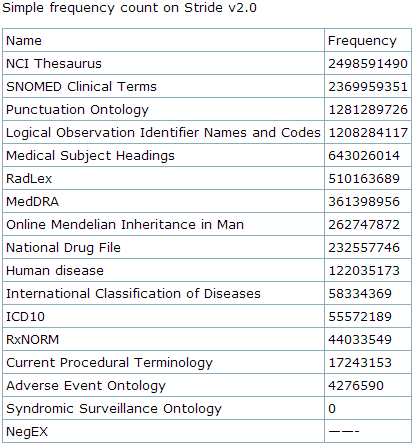 Simple frequency count on Stride v2.0
Name Frequency
NCI Thesaurus 2498591490
SNOMED Clinical Terms 2369959351
Punctuation Ontology 1281289726
Logical Observation Identifier Names and Codes 1208284117
Medical Subject Headings 643026014
RadLex 510163689
MedDRA 361398956
Online Mendelian Inheritance in Man 262747872
National Drug File 232557746
Human disease 122035173
International Classification of Diseases 58334369
ICD10 55572189
RxNORM 44033549
Current Procedural Terminology 17243153
Adverse Event Ontology 4276590
Syndromic Surveillance Ontology 0
NegEX ——-